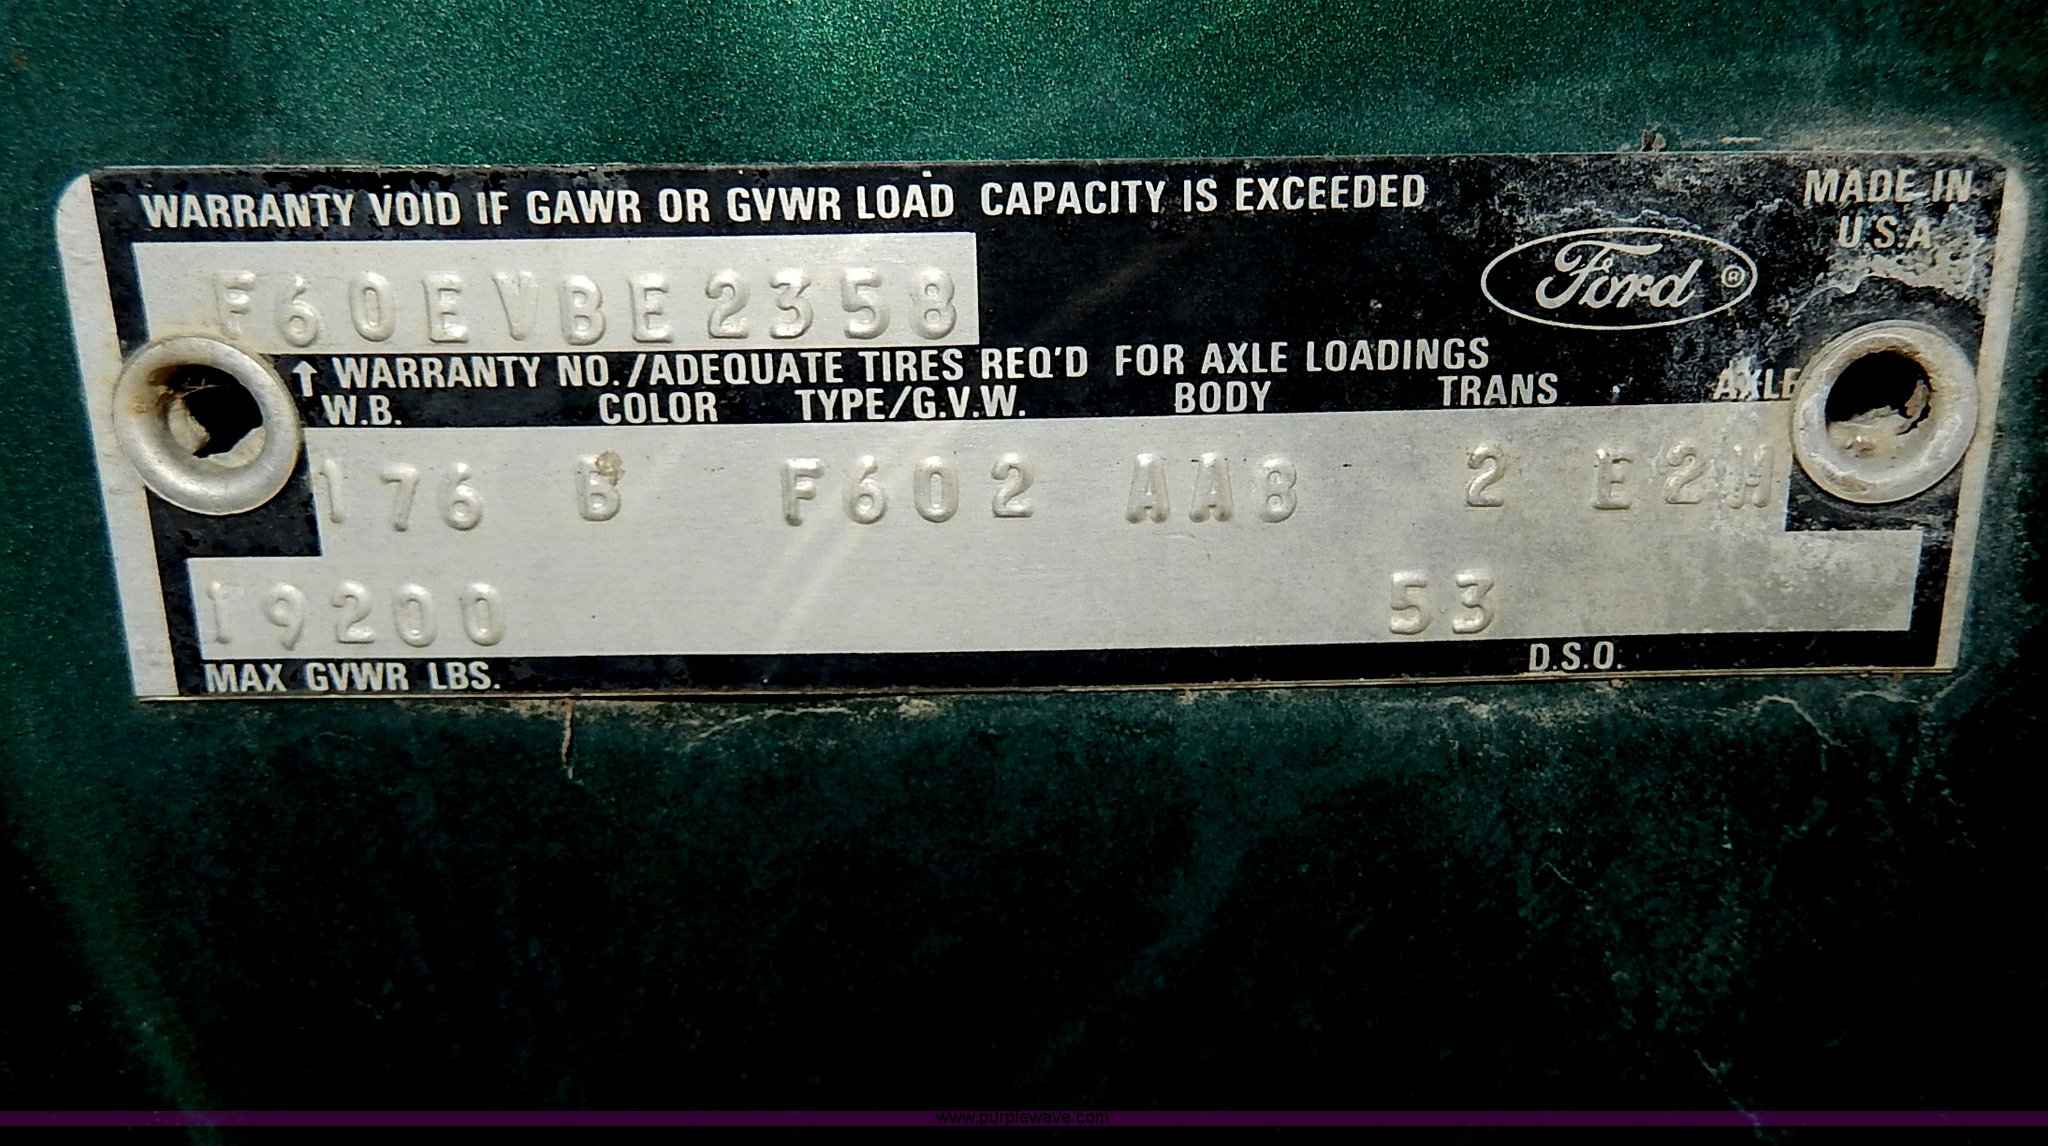 WARRANTY VOID IF GAWR OR GVWR LOAD CAPACITY IS EXCEEDED
MADE IN
U.S.A.
F60EVBE2358
Ford ®
↑ WARRANTY NO./ADEQUATE TIRES REQ'D FOR AXLE LOADINGS
W.B. COLOR TYPE/G.V.W. BODY TRANS AXLE
176 B F602 AA8 2 E2H
19200 53
MAX GVWR LBS. D.S.O.
www.purplewave.com